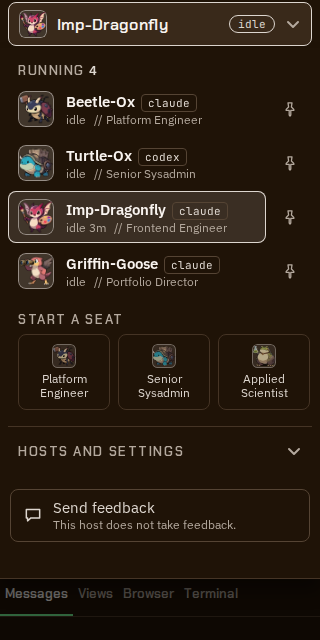 Imp-Dragonfly idle
RUNNING 4
Beetle-Ox claude
idle // Platform Engineer
Turtle-Ox codex
idle // Senior Sysadmin
Imp-Dragonfly claude
idle 3m // Frontend Engineer
Griffin-Goose claude
idle // Portfolio Director
START A SEAT
Platform
Engineer
Senior
Sysadmin
Applied
Scientist
HOSTS AND SETTINGS
Send feedback
This host does not take feedback.
Messages Views Browser Terminal